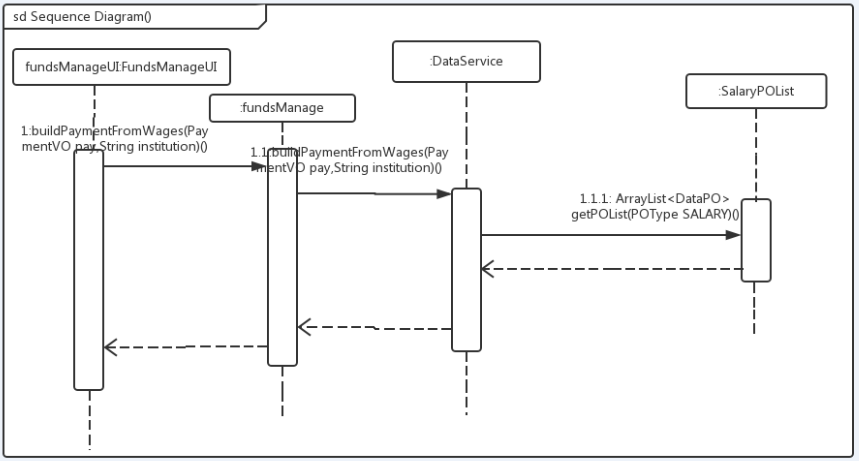 sd Sequence Diagram()
fundsManageUI:FundsManageUI
:DataService
:SalaryPOList
:fundsManage
1:buildPaymentFromWages(Pay
mentVO pay,String institution)()
1.1:buildPaymentFromWages(Pay
mentVO pay,String institution)()
1.1.1: ArrayList<DataPO>
getPOList(POType SALARY)()